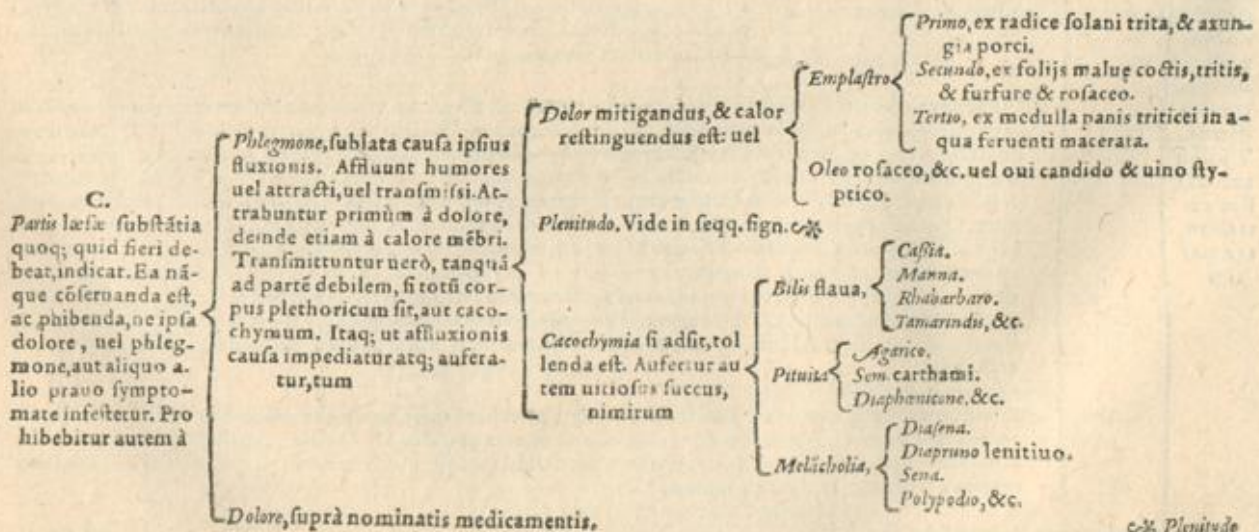 C.
Partis læsæ substãtia
quoq; quid fieri de-
beat, indicat. Ea nã-
que cõseruanda est,
ac phibenda, ne ipsa
dolore, uel phleg-
mone, aut aliquo a-
lio prauo sympto-
mate infestetur. Pro
hibebitur autem à
Phlegmone, sublata causa ipsius
fluxionis. Affluunt humores
uel attracti, uel transmissi. At-
trahuntur primùm à dolore,
deinde etiam à calore mẽbri.
Transmittuntur uerò, tanquã
ad partẽ debilem, si totũ cor-
pus plethoricum sit, aut caco-
chymum. Itaq; ut affluxionis
causa impediatur atq; aufera-
tur, tum
Dolor mitigandus, & calor
restinguendus est: uel
Emplastro
Primo, ex radice solani trita, & axun-
gia porci.
Secundo, ex folijs maluę coctis, tritis,
& furfure & rosaceo.
Tertio, ex medulla panis triticei in a-
qua feruenti macerata.
Oleo rosaceo, &c. uel oui candido & uino sty-
ptico.
Plenitudo. Vide in seqq. sign.
Cacochymia si adsit, tol
lenda est. Aufertur au
tem uitiosus succus,
nimirum
Bilis flaua,
Cassia.
Manna.
Rhabarbaro.
Tamarindis, &c.
Pituita
Agarico.
Sem. carthami.
Diaphœnicone, &c.
Melãcholia,
Diasena.
Diapruno lenitiuo.
Sena.
Polypodio, &c.
Dolore, suprà nominatis medicamentis.
Plenitudo